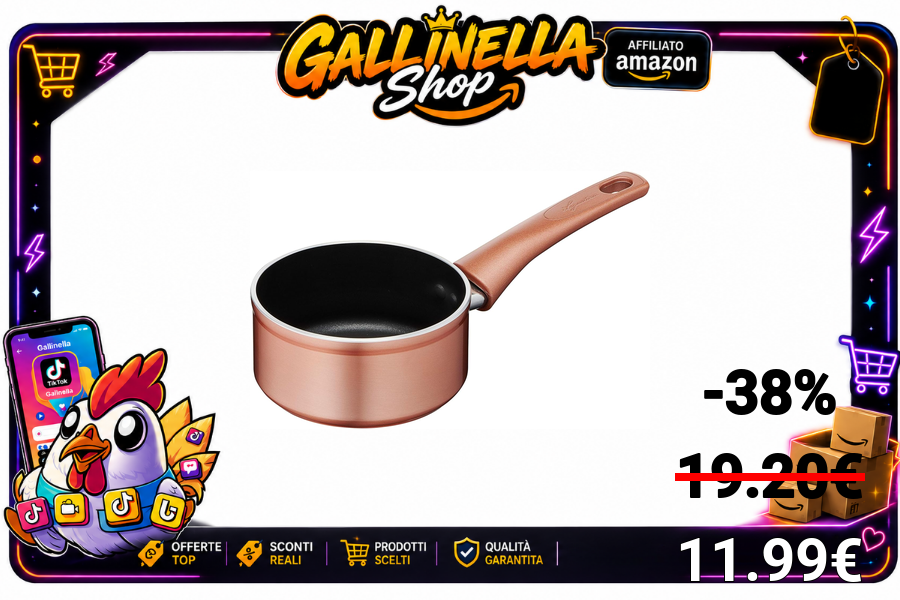 GALLINELLA
Shop
AFFILIATO
amazon
Gallinella
TikTok
Gallinella
-38%
19.20€
11.99€
OFFERTE
TOP
SCONTI
REALI
PRODOTTI
SCELTI
QUALITÀ
GARANTITA